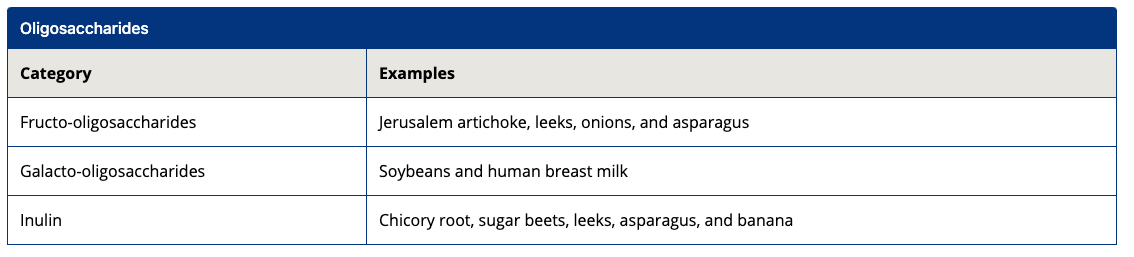 Oligosaccharides
Category Examples
Fructo-oligosaccharides Jerusalem artichoke, leeks, onions, and asparagus
Galacto-oligosaccharides Soybeans and human breast milk
Inulin Chicory root, sugar beets, leeks, asparagus, and banana